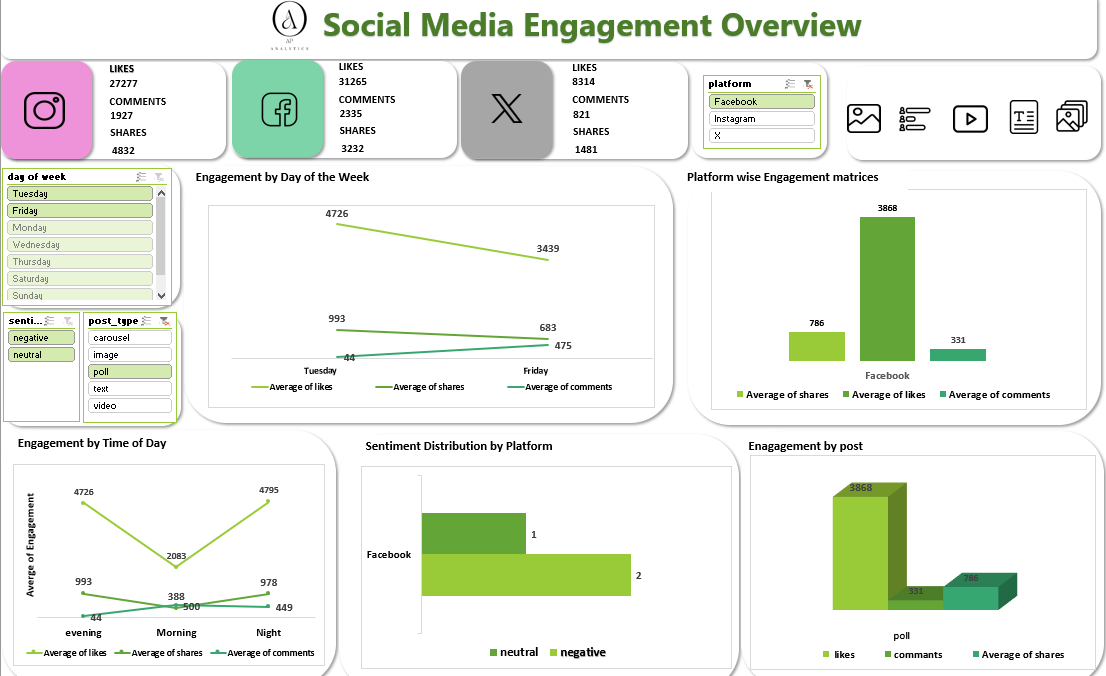 AP
ANALYTICS
Social Media Engagement Overview
LIKES
27277
COMMENTS
1927
SHARES
4832
LIKES
31265
COMMENTS
2335
SHARES
3232
LIKES
8314
COMMENTS
821
SHARES
1481
platform
Facebook
Instagram
X
day of week
Tuesday
Friday
Monday
Wednesday
Thursday
Saturday
Sunday
senti...
negative
neutral
post_type
carousel
image
poll
text
video
Engagement by Day of the Week
4726
3439
993
683
44
475
Tuesday Friday
Average of likes Average of shares Average of comments
Platform wise Engagement matrices
3868
786
331
Facebook
Average of shares Average of likes Average of comments
Engagement by Time of Day
Averge of Engagement
4726
4795
2083
993
388
978
500
449
44
evening Morning Night
Average of likes Average of shares Average of comments
Sentiment Distribution by Platform
1
Facebook
2
neutral negative
Enagagement by post
3868
331
786
poll
likes commants Average of shares